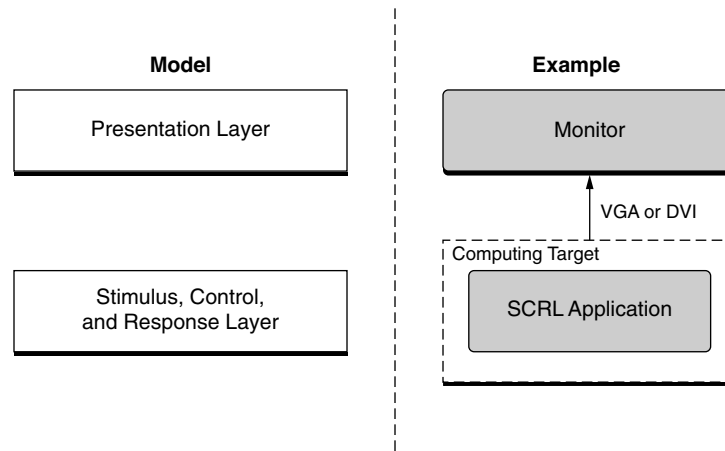 Model
Example
Presentation Layer
Monitor
VGA or DVI
Computing Target
Stimulus, Control,
and Response Layer
SCRL Application